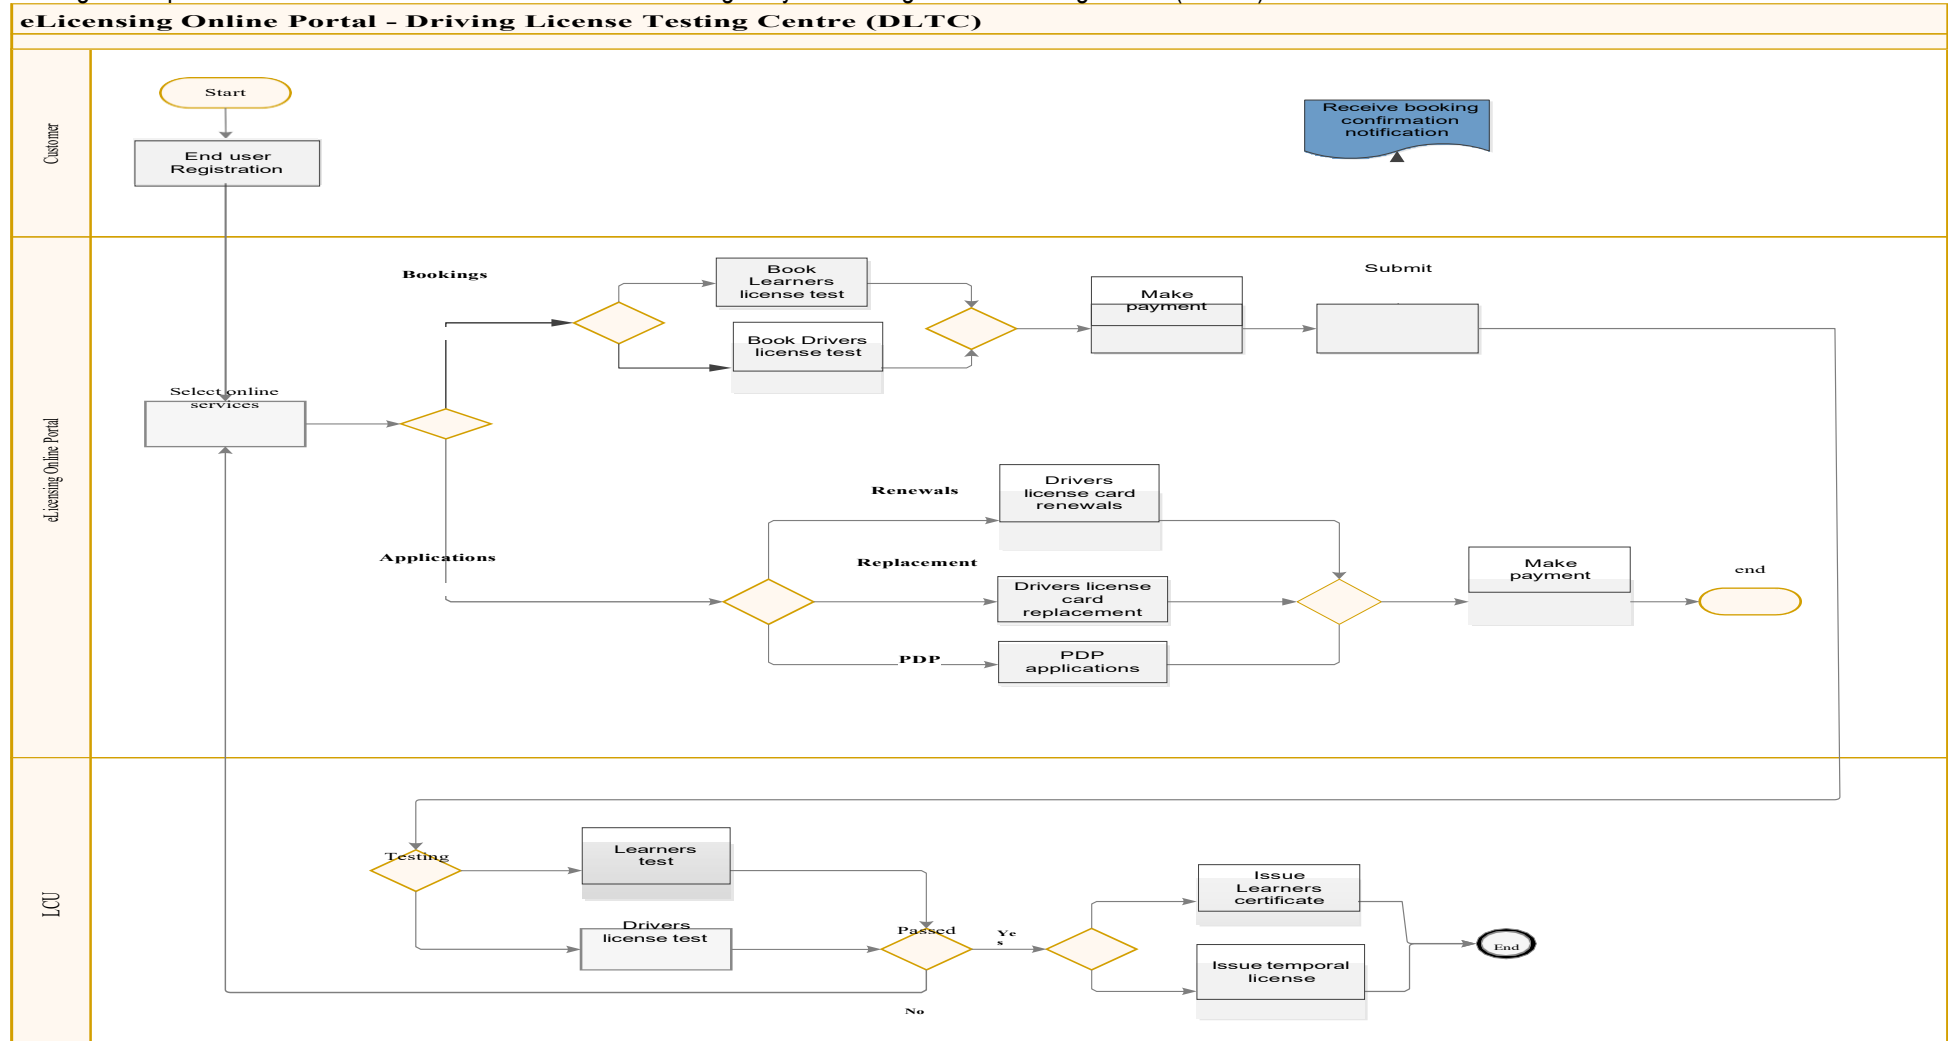 eLicensing Online Portal - Driving License Testing Centre (DLTC)
Customer
Start
End user
Registration
Receive booking
confirmation
notification
eLicensing Online Portal
Bookings
Book
Learners
license test
Book Drivers
license test
Make
payment
Submit
Select online
services
Applications
Renewals
Drivers
license card
renewals
Replacement
Drivers license
card
replacement
PDP
PDP
applications
Make
payment
end
LCU
Testing
Learners
test
Drivers
license test
Passed
Ye
s
No
Issue
Learners
certificate
Issue temporal
license
End